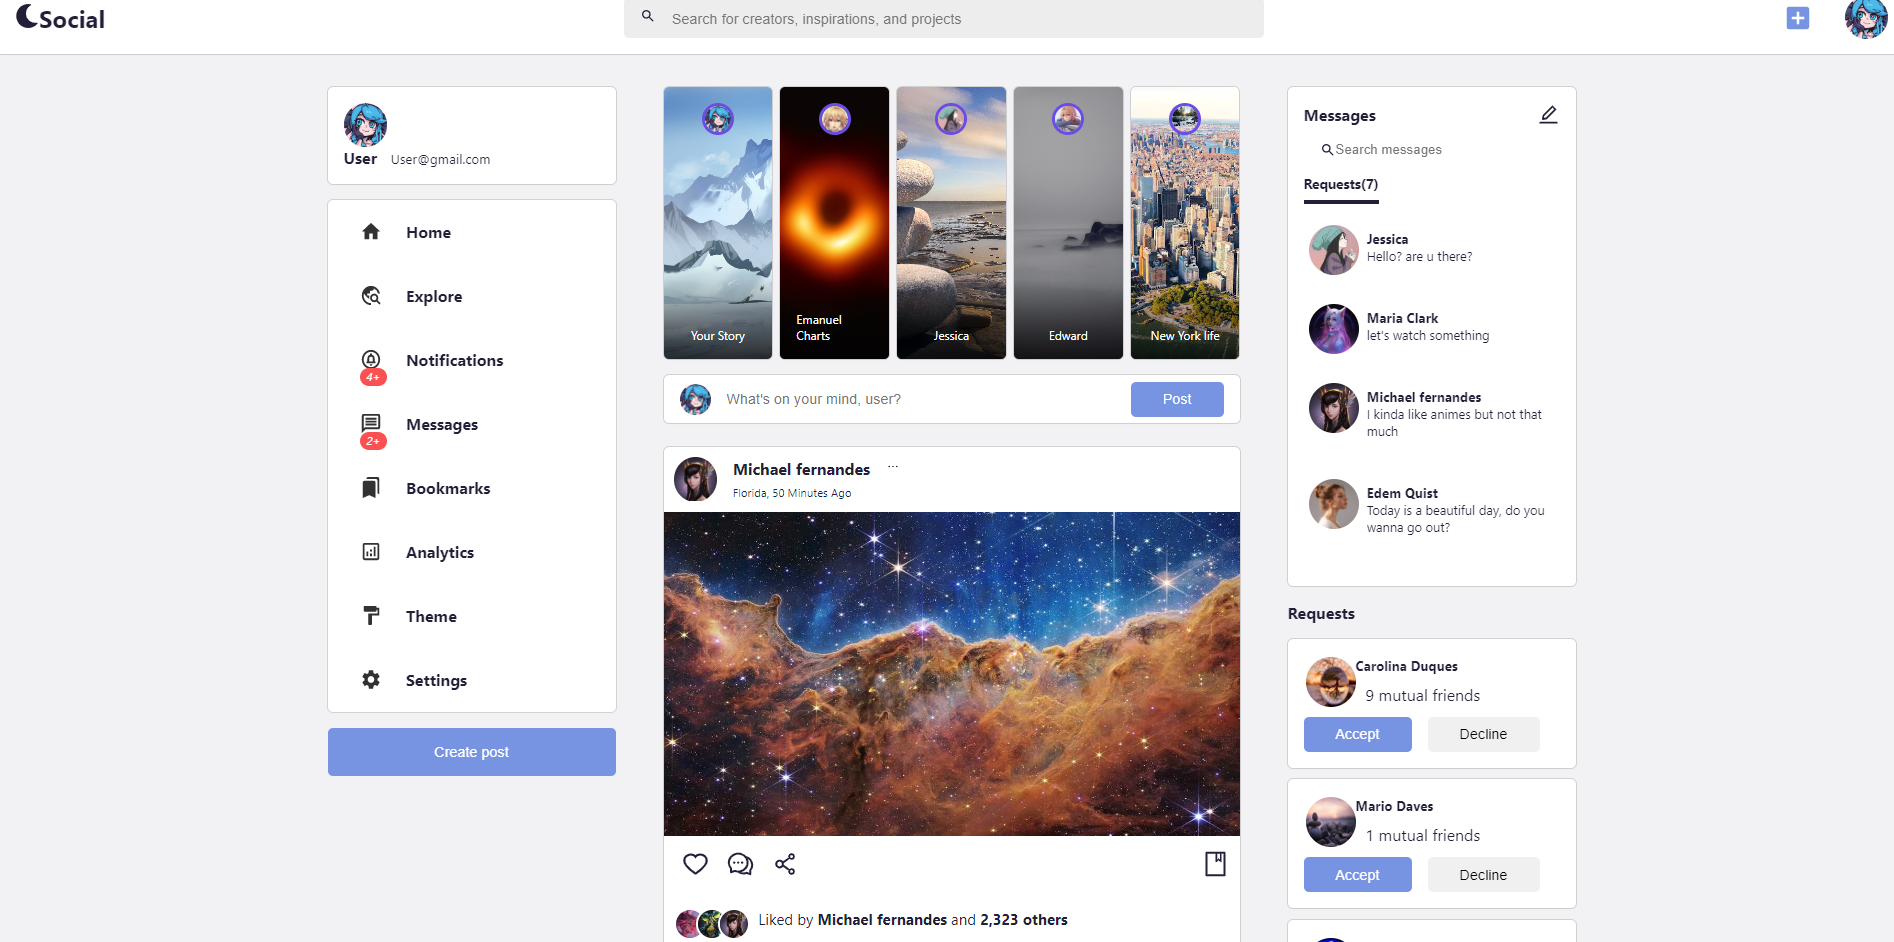 Social
Search for creators, inspirations, and projects
User User@gmail.com
Home
Explore
Notifications
4+
Messages
2+
Bookmarks
Analytics
Theme
Settings
Create post
Your Story
Emanuel
Charts
Jessica
Edward
New York life
What's on your mind, user?
Post
Michael fernandes ...
Florida, 50 Minutes Ago
Liked by Michael fernandes and 2,323 others
Messages
Search messages
Requests(7)
Jessica
Hello? are u there?
Maria Clark
let's watch something
Michael fernandes
I kinda like animes but not that
much
Edem Quist
Today is a beautiful day, do you
wanna go out?
Requests
Carolina Duques
9 mutual friends
Accept Decline
Mario Daves
1 mutual friends
Accept Decline